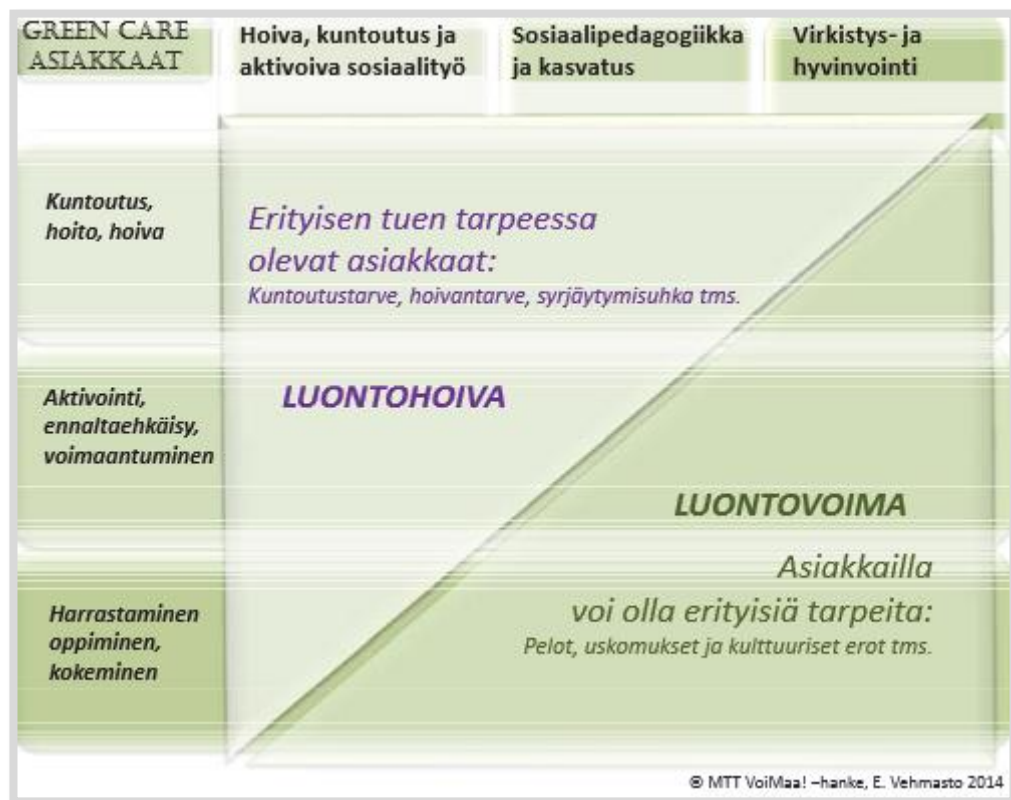 GREEN CARE
ASIAKKAAT
Hoiva, kuntoutus ja
aktivoiva sosiaalityö
Sosiaalipedagogiikka
ja kasvatus
Virkistys- ja
hyvinvointi
Kuntoutus,
hoito, hoiva
Erityisen tuen tarpeessa
olevat asiakkaat:
Kuntoutustarve, hoivantarve, syrjäytymisuhka tms.
Aktivointi,
ennaltaehkäisy,
voimaantuminen
LUONTOHOIVA
LUONTOVOIMA
Asiakkailla
voi olla erityisiä tarpeita:
Pelot, uskomukset ja kulttuuriset erot tms.
Harrastaminen
oppiminen,
kokeminen
© MTT VoiMaa! –hanke, E. Vehmasto 2014